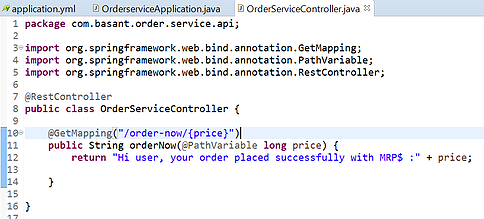 application.yml OrderserviceApplication.java OrderServiceController.java
1 package com.basant.order.service.api;
2
3 import org.springframework.web.bind.annotation.GetMapping;
4 import org.springframework.web.bind.annotation.PathVariable;
5 import org.springframework.web.bind.annotation.RestController;
6
7 @RestController
8 public class OrderServiceController {
9
10 @GetMapping("/order-now/{price}")
11 public String orderNow(@PathVariable long price) {
12 return "Hi user, your order placed successfully with MRP$ :" + price;
13
14 }
15
16 }